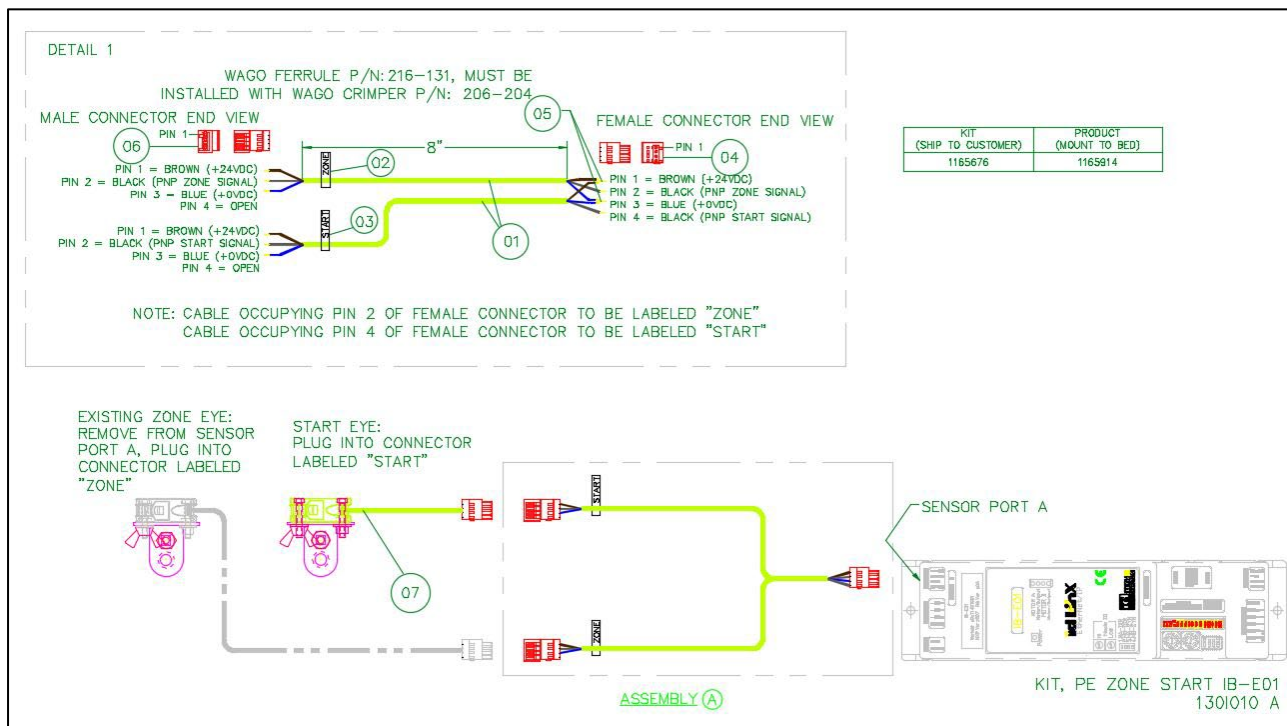 DETAIL 1
WAGO FERRULE P/N: 216-131, MUST BE
INSTALLED WITH WAGO CRIMPER P/N: 206-204
MALE CONNECTOR END VIEW
PIN 1
06
PIN 1 = BROWN (+24VDC)
PIN 2 = BLACK (PNP ZONE SIGNAL)
PIN 3 = BLUE (+0VDC)
PIN 4 = OPEN
ZONE
02
8"
PIN 1 = BROWN (+24VDC)
PIN 2 = BLACK (PNP START SIGNAL)
PIN 3 = BLUE (+0VDC)
PIN 4 = OPEN
START
03
01
05
FEMALE CONNECTOR END VIEW
PIN 1
04
PIN 1 = BROWN (+24VDC)
PIN 2 = BLACK (PNP ZONE SIGNAL)
PIN 3 = BLUE (+0VDC)
PIN 4 = BLACK (PNP START SIGNAL)
NOTE: CABLE OCCUPYING PIN 2 OF FEMALE CONNECTOR TO BE LABELED "ZONE"
CABLE OCCUPYING PIN 4 OF FEMALE CONNECTOR TO BE LABELED "START"
KIT
(SHIP TO CUSTOMER)
PRODUCT
(MOUNT TO BED)
1165676
1165914
EXISTING ZONE EYE:
REMOVE FROM SENSOR
PORT A, PLUG INTO
CONNECTOR LABELED
"ZONE"
START EYE:
PLUG INTO CONNECTOR
LABELED "START"
07
START
ZONE
ASSEMBLY A
SENSOR PORT A
IB-E01
MOTOR A
CE
KIT, PE ZONE START IB-E01
1301010 A